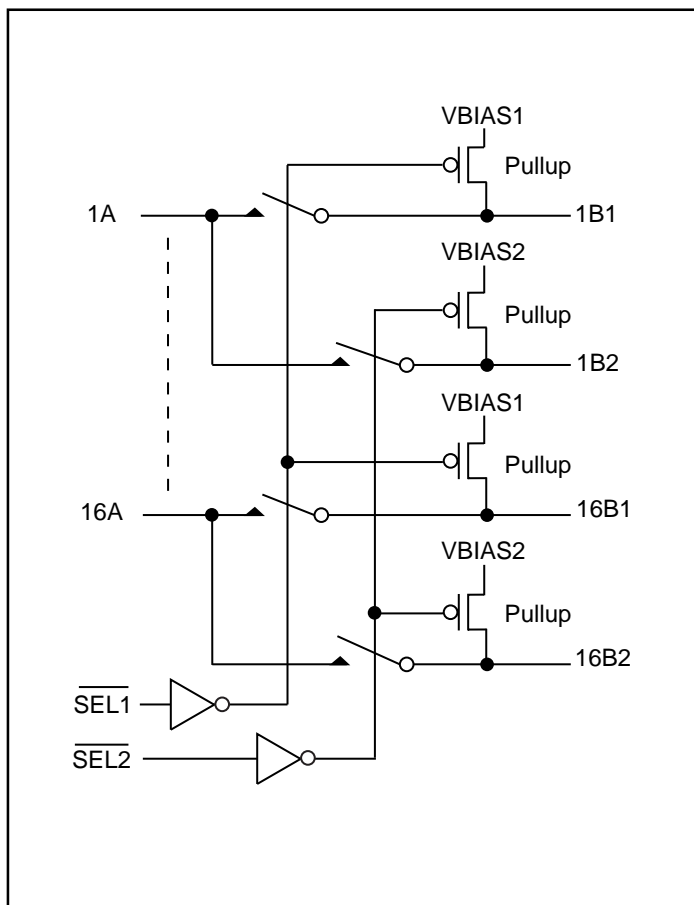 VBIAS1
Pullup
1A
1B1
VBIAS2
Pullup
1B2
VBIAS1
Pullup
16A
16B1
VBIAS2
Pullup
16B2
SEL1
SEL2